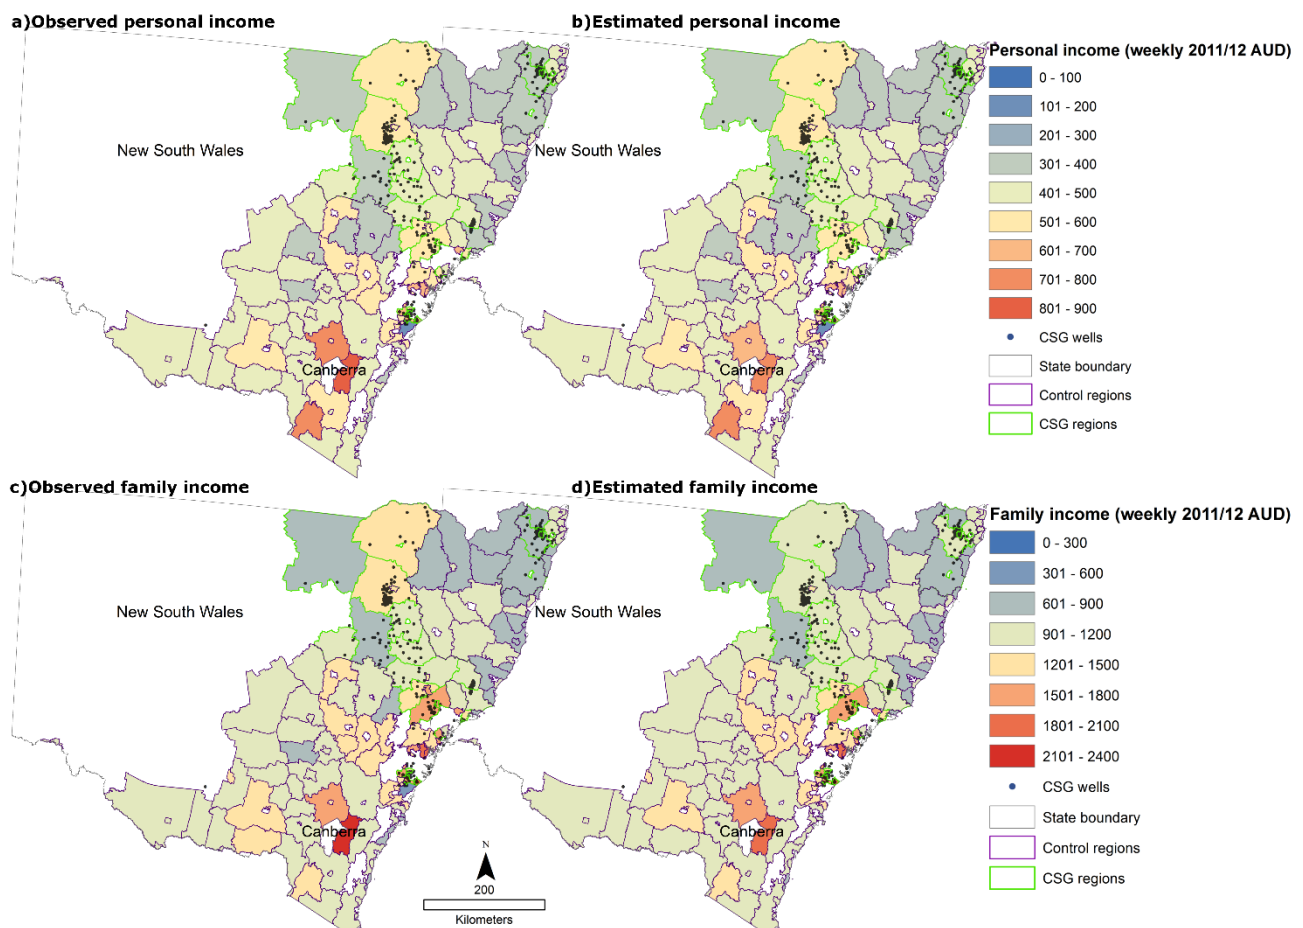 a)Observed personal income
b)Estimated personal income
Personal income (weekly 2011/12 AUD)
0 - 100
101 - 200
201 - 300
301 - 400
401 - 500
501 - 600
601 - 700
701 - 800
801 - 900
CSG wells
State boundary
Control regions
CSG regions
New South Wales
New South Wales
Canberra
Canberra
c)Observed family income
d)Estimated family income
Family income (weekly 2011/12 AUD)
0 - 300
301 - 600
601 - 900
901 - 1200
1201 - 1500
1501 - 1800
1801 - 2100
2101 - 2400
CSG wells
State boundary
Control regions
CSG regions
New South Wales
New South Wales
Canberra
Canberra
N
200
Kilometers